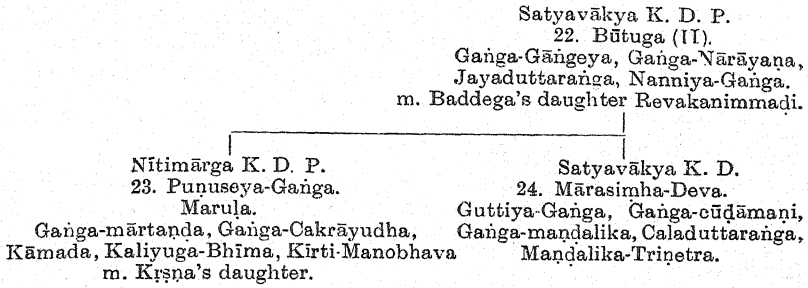 Satyavākya K. D. P.
22. Būtuga (II).
Gaṅga-Gāṅgeya, Gaṅga-Nārāyaṇa,
Jayaduttaraṅga, Nanniya-Gaṅga.
m. Baddega's daughter Revakanimmaḍi.
Nītimārga K. D. P.
23. Puṇuseya-Gaṅga.
Maruḷa.
Gaṅga-mārtaṇḍa, Gaṅga-Cakrāyudha,
Kāmada, Kaliyuga-Bhīma, Kīrti-Manobhava
m. Kṛṣṇa's daughter.
Satyavākya K. D.
24. Mārasiṁha-Deva.
Guttiya-Gaṅga, Gaṅga-cūḍāmaṇi,
Gaṅga-maṇḍalika, Caladuttaraṅga,
Maṇḍalika-Triṇetra.